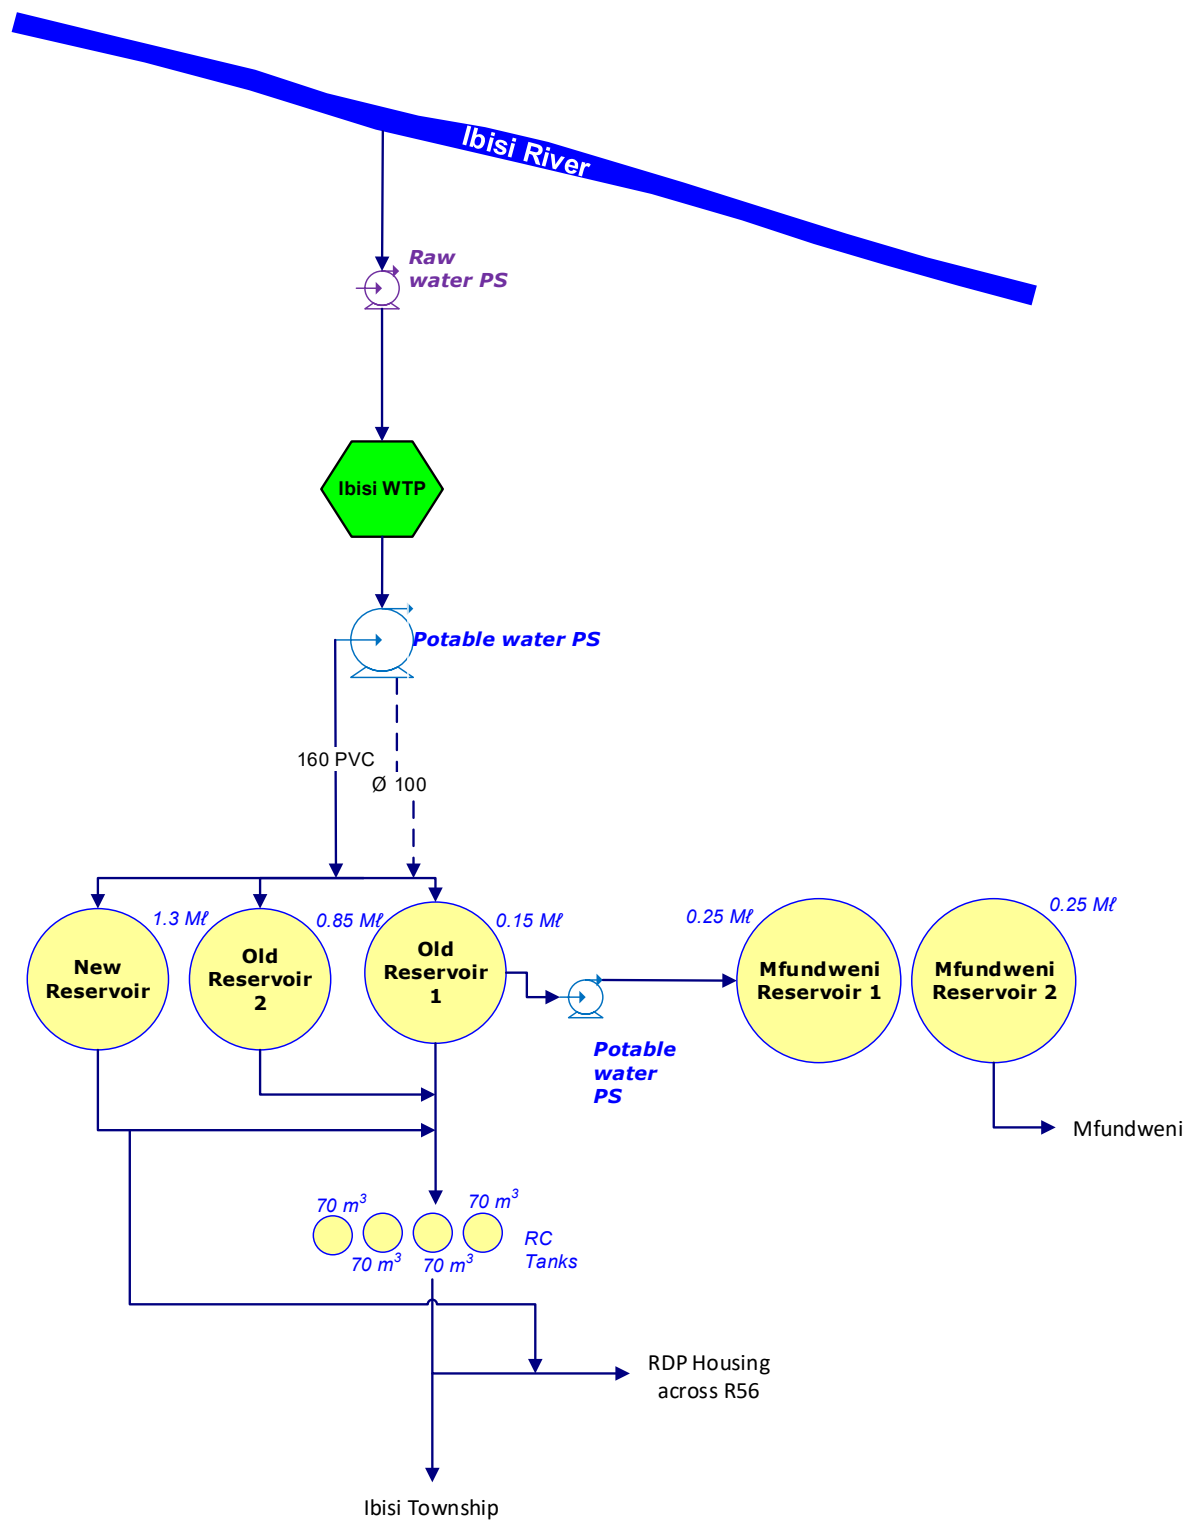 Ibisi River
Raw
water PS
Ibisi WTP
Potable water PS
160 PVC
Ø 100
1.3 Mℓ
0.85 Mℓ
0.15 Mℓ
0.25 Mℓ
0.25 Mℓ
New
Reservoir
Old
Reservoir
2
Old
Reservoir
1
Mfundweni
Reservoir 1
Mfundweni
Reservoir 2
Potable
water
PS
Mfundweni
70 m³
70 m³
70 m³
70 m³
RC
Tanks
RDP Housing
across R56
Ibisi Township